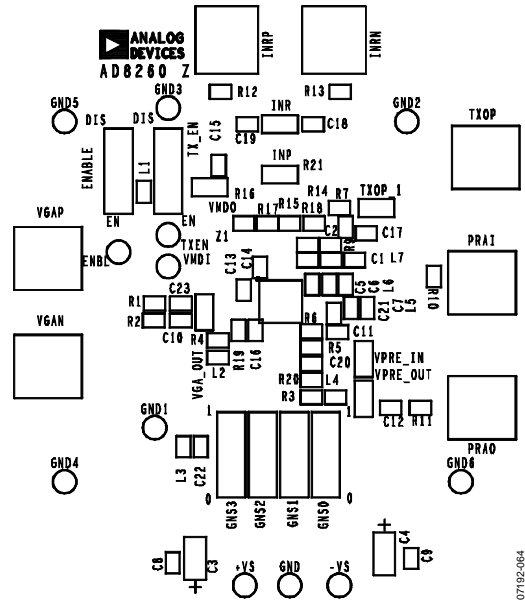 ANALOG
DEVICES
AD8260 Z
INRP
INRN
R12
R13
GND3
GND5
GND2
DIS
DIS
TX_EN
C15
C19
INR
C18
TXOP
ENABLE
L1
INP
R21
R16
R14
R7
TXOP_1
VGAP
EN
EN
VMDO
R17
R15
R18
C2
C17
Z1
TXEN
VMDI
ENBL
R9
C1
L7
PRAI
C13
C14
R10
R1
C23
C5
C6
L6
C21
C7
L5
R2
C10
R6
VGAN
R4
R19
C16
R5
C11
VGA_OUT
L2
C20
VPRE_IN
R20
L4
VPRE_OUT
R3
C12
R11
PRAO
GND1
1
1
GND4
L3
C22
GND6
0
GNS3
GNS2
GNS1
GNS0
0
C8
C3
+
+VS
GND
-VS
+
C4
C9
07192-064